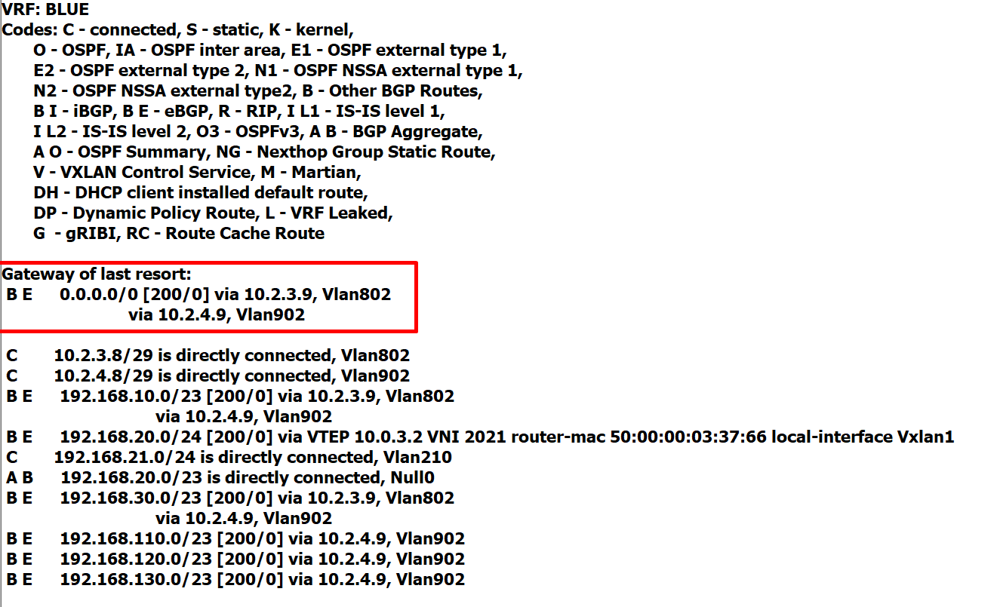 VRF: BLUE
Codes: C - connected, S - static, K - kernel,
O - OSPF, IA - OSPF inter area, E1 - OSPF external type 1,
E2 - OSPF external type 2, N1 - OSPF NSSA external type 1,
N2 - OSPF NSSA external type2, B - Other BGP Routes,
B I - iBGP, B E - eBGP, R - RIP, I L1 - IS-IS level 1,
I L2 - IS-IS level 2, O3 - OSPFv3, A B - BGP Aggregate,
A O - OSPF Summary, NG - Nexthop Group Static Route,
V - VXLAN Control Service, M - Martian,
DH - DHCP client installed default route,
DP - Dynamic Policy Route, L - VRF Leaked,
G  - gRIBI, RC - Route Cache Route
Gateway of last resort:
B E 0.0.0.0/0 [200/0] via 10.2.3.9, Vlan802
via 10.2.4.9, Vlan902
C 10.2.3.8/29 is directly connected, Vlan802
C 10.2.4.8/29 is directly connected, Vlan902
B E 192.168.10.0/23 [200/0] via 10.2.3.9, Vlan802
via 10.2.4.9, Vlan902
B E 192.168.20.0/24 [200/0] via VTEP 10.0.3.2 VNI 2021 router-mac 50:00:00:03:37:66 local-interface Vxlan1
C 192.168.21.0/24 is directly connected, Vlan210
A B 192.168.20.0/23 is directly connected, Null0
B E 192.168.30.0/23 [200/0] via 10.2.3.9, Vlan802
via 10.2.4.9, Vlan902
B E 192.168.110.0/23 [200/0] via 10.2.4.9, Vlan902
B E 192.168.120.0/23 [200/0] via 10.2.4.9, Vlan902
B E 192.168.130.0/23 [200/0] via 10.2.4.9, Vlan902